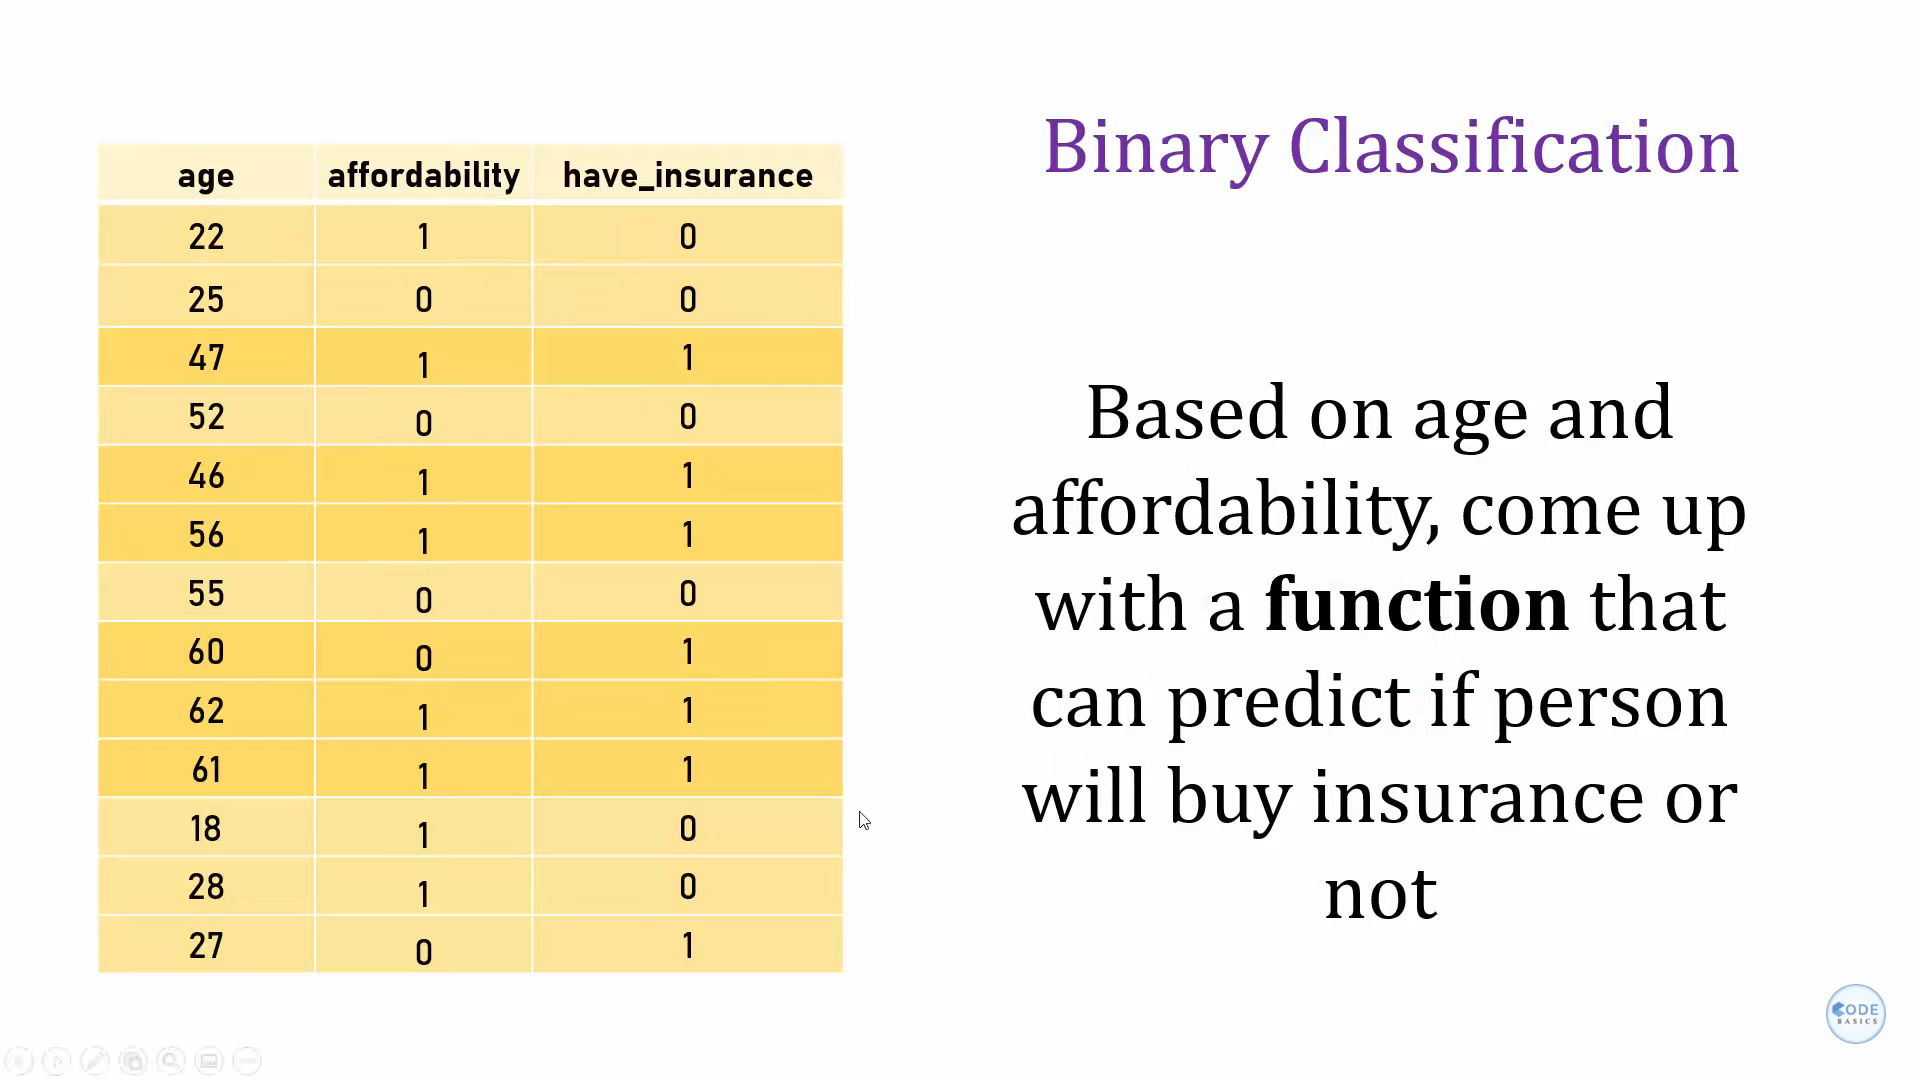 Binary Classification
age affordability have_insurance
22 1 0
25 0 0
47 1 1
52 0 0
46 1 1
56 1 1
55 0 0
60 0 1
62 1 1
61 1 1
18 1 0
28 1 0
27 0 1
Based on age and
affordability, come up
with a function that
can predict if person
will buy insurance or
not
CODE
BASICS